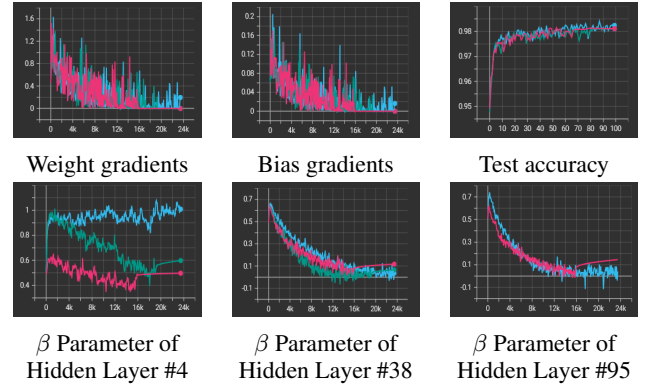 1.6
1.2
0.8
0.4
0
0 4k 8k 12k 16k 20k 24k
Weight gradients
0.2
0.16
0.12
0.08
0.04
0
0 4k 8k 12k 16k 20k 24k
Bias gradients
0.98
0.97
0.96
0.95
0 10 20 30 40 50 60 70 80 90 100
Test accuracy
1
0.8
0.6
0.4
0 4k 8k 12k 16k 20k 24k
β Parameter of
Hidden Layer #4
0.7
0.5
0.3
0.1
-0.1
0 4k 8k 12k 16k 20k 24k
β Parameter of
Hidden Layer #38
0.7
0.5
0.3
0.1
-0.1
0 4k 8k 12k 16k 20k 24k
β Parameter of
Hidden Layer #95